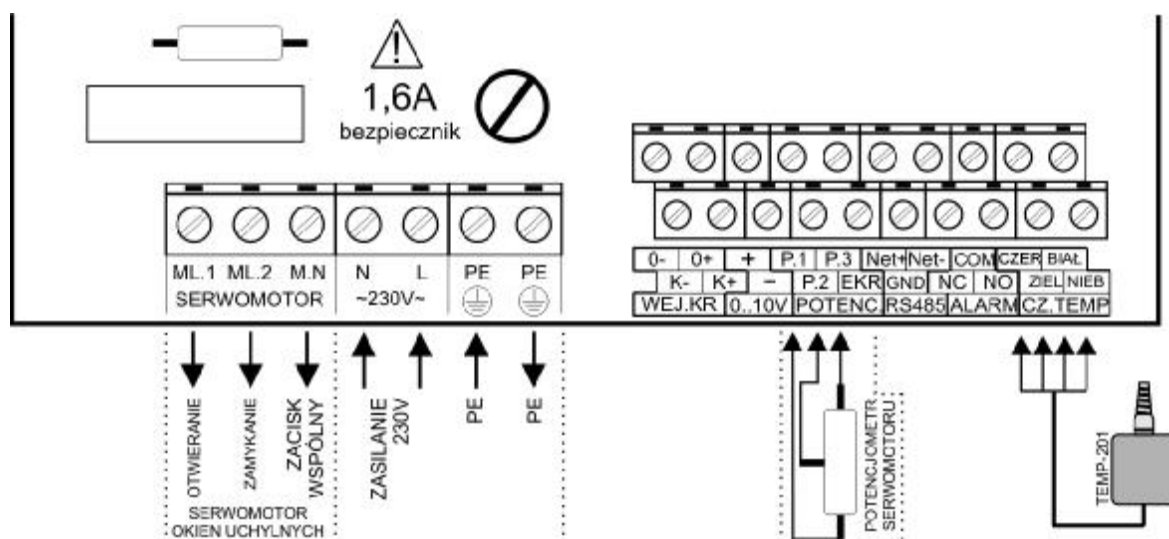 1,6A
bezpiecznik
ML.1 ML.2 M.N N L PE PE
SERWOMOTOR ~230V~
0- 0+ + P.1 P.3 Net+ Net- COM CZER BIAŁ
K- K+ - P.2 EKR GND NC NO ZIEL NIEB
WEJ.KR 0..10V POTENC. RS485 ALARM CZ.TEMP
OTWIERANIE
ZAMYKANIE
ZACISK
WSPÓLNY
ZASILANIE
230V
PE
PE
SERWOMOTOR
OKIEN UCHYLNYCH
POTENCJOMETR
SERWOMOTORU
TEMP-201